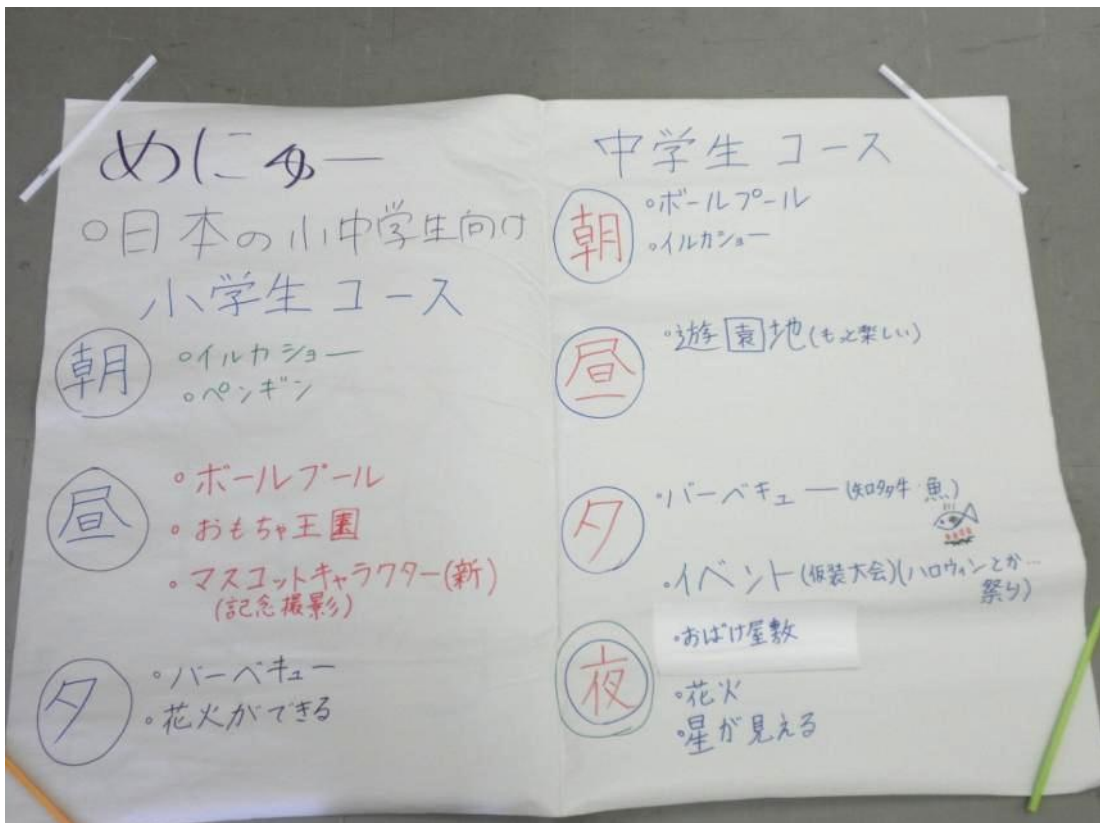 めにゅー
○日本の小中学生向け
小学生コース
朝
○イルカショー
○ペンギン
昼
○ボールプール
○おもちゃ王国
○マスコットキャラクター(新)
(記念撮影)
夕
○バーベキュー
○花火ができる
中学生コース
朝
○ボールプール
○イルカショー
昼
○遊園地(もっと楽しい)
夕
○バーベキュー(知多牛・魚)
○イベント(仮装大会)(ハロウィンとか…
祭り)
夜
○おばけ屋敷
○花火
○星が見える